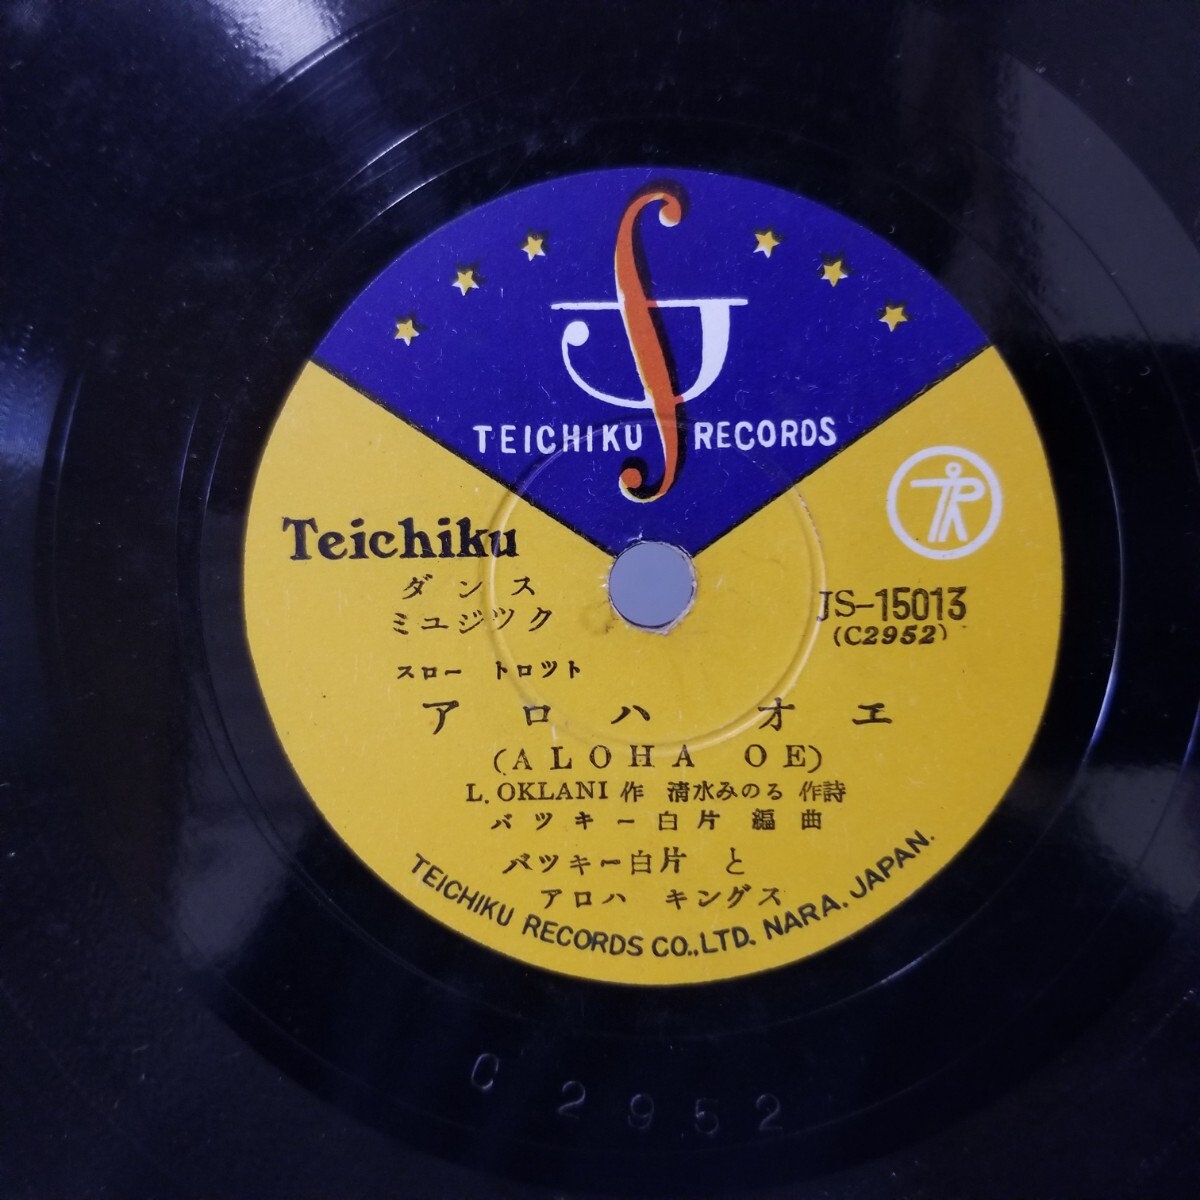 TEICHIKU RECORDS
Teichiku
ダンス
ミユジツク
JS-15013
(C2952)
スロー トロツト
アロハ オエ
(ALOHA OE)
L. OKLANI 作 清水みのる 作詩
バツキー白片 編曲
バツキー白片 と
アロハ キングス
TEICHIKU RECORDS CO.,LTD. NARA. JAPAN.
C 2952